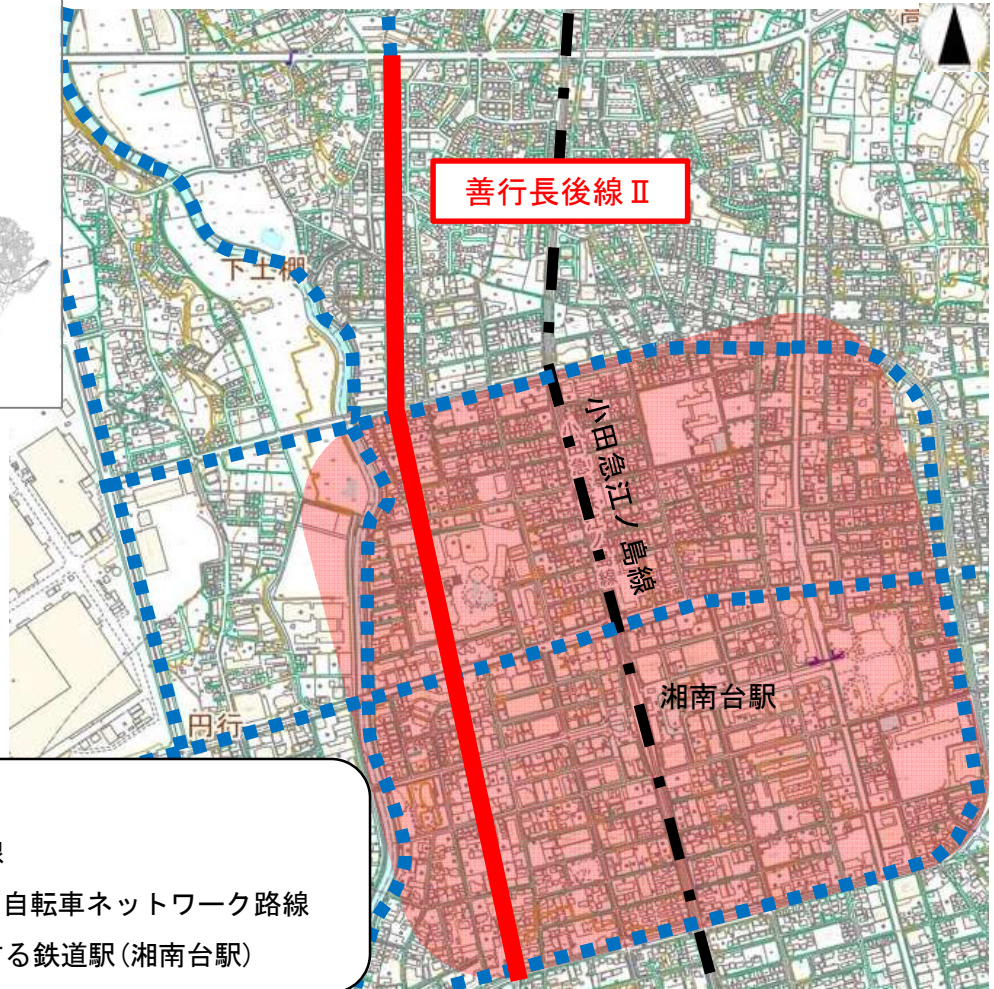 善行長後線Ⅱ
下土棚
小田急江ノ島線
湘南台駅
円行
線
自転車ネットワーク路線
る鉄道駅(湘南台駅)